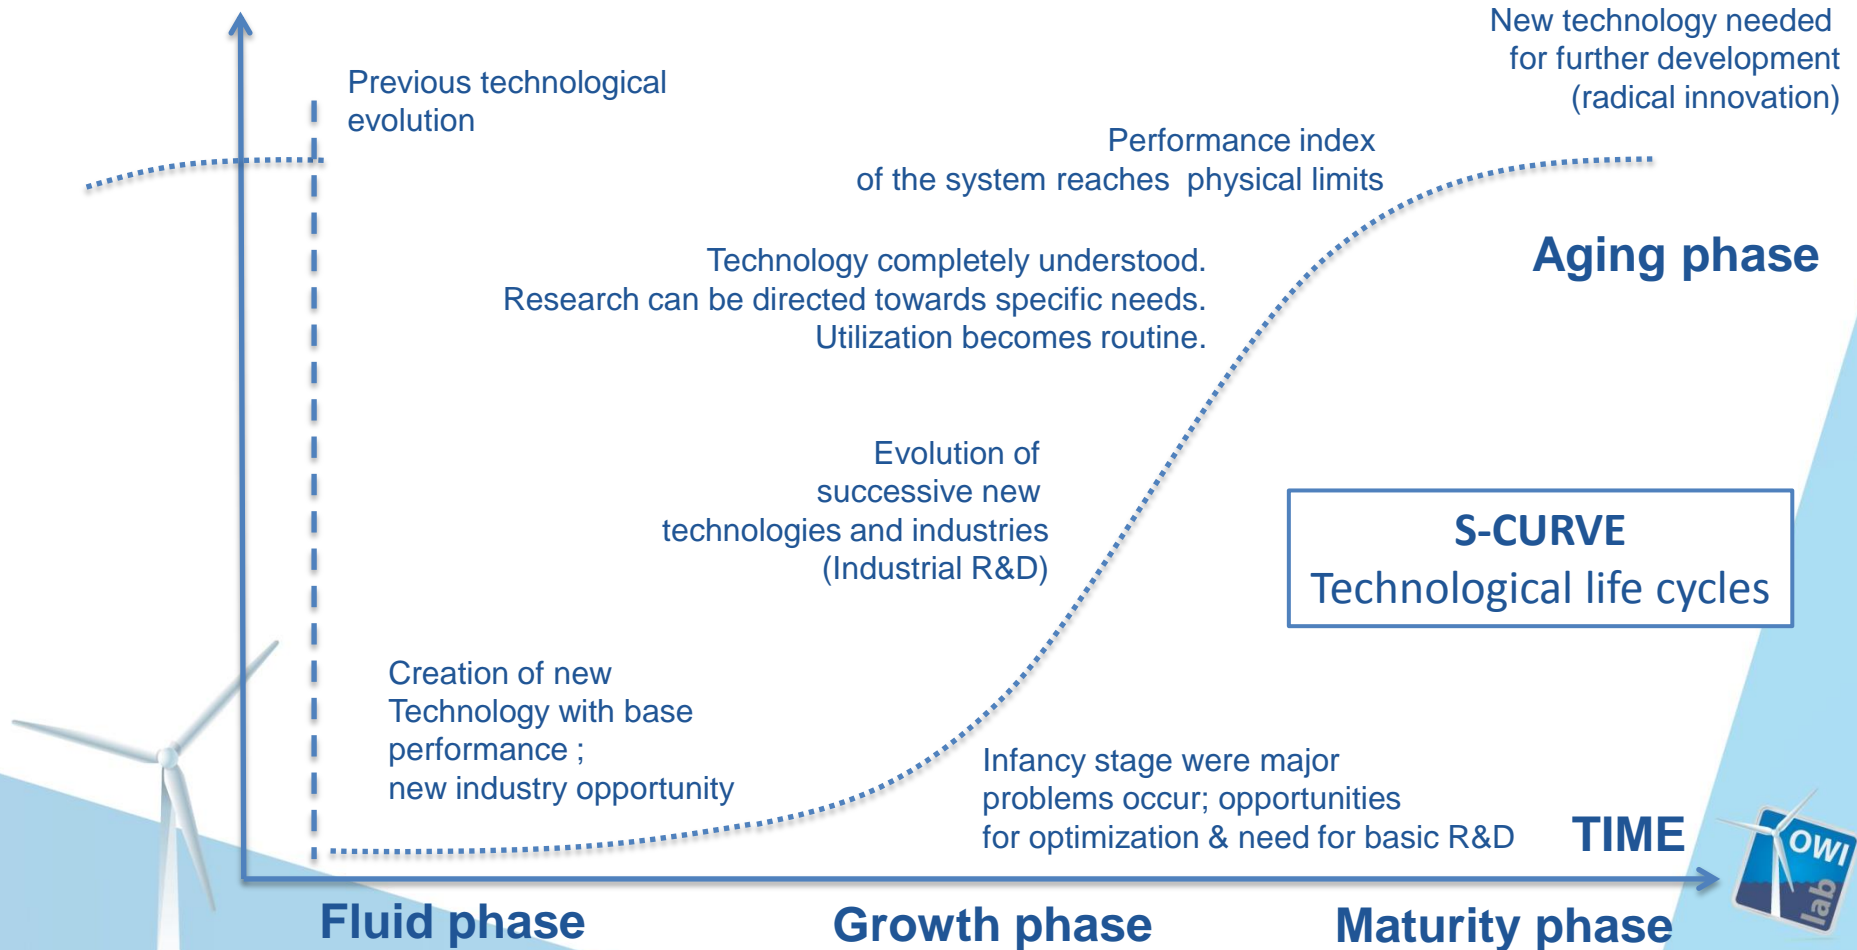 Previous technological
evolution
New technology needed
for further development
(radical innovation)
Performance index
of the system reaches physical limits
Aging phase
Technology completely understood.
Research can be directed towards specific needs.
Utilization becomes routine.
Evolution of
successive new
technologies and industries
(Industrial R&D)
S-CURVE
Technological life cycles
Creation of new
Technology with base
performance ;
new industry opportunity
Infancy stage were major
problems occur; opportunities
for optimization & need for basic R&D
TIME
OWI
lab
Fluid phase
Growth phase
Maturity phase